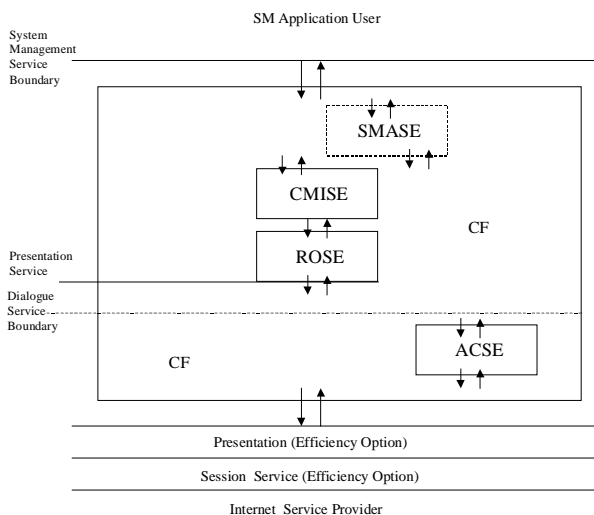 SM Application User
System
Management
Service
Boundary
SMASE
CMISE
CF
ROSE
Presentation
Service
Dialogue
Service
Boundary
ACSE
CF
Presentation (Efficiency Option)
Session Service (Efficiency Option)
Internet Service Provider